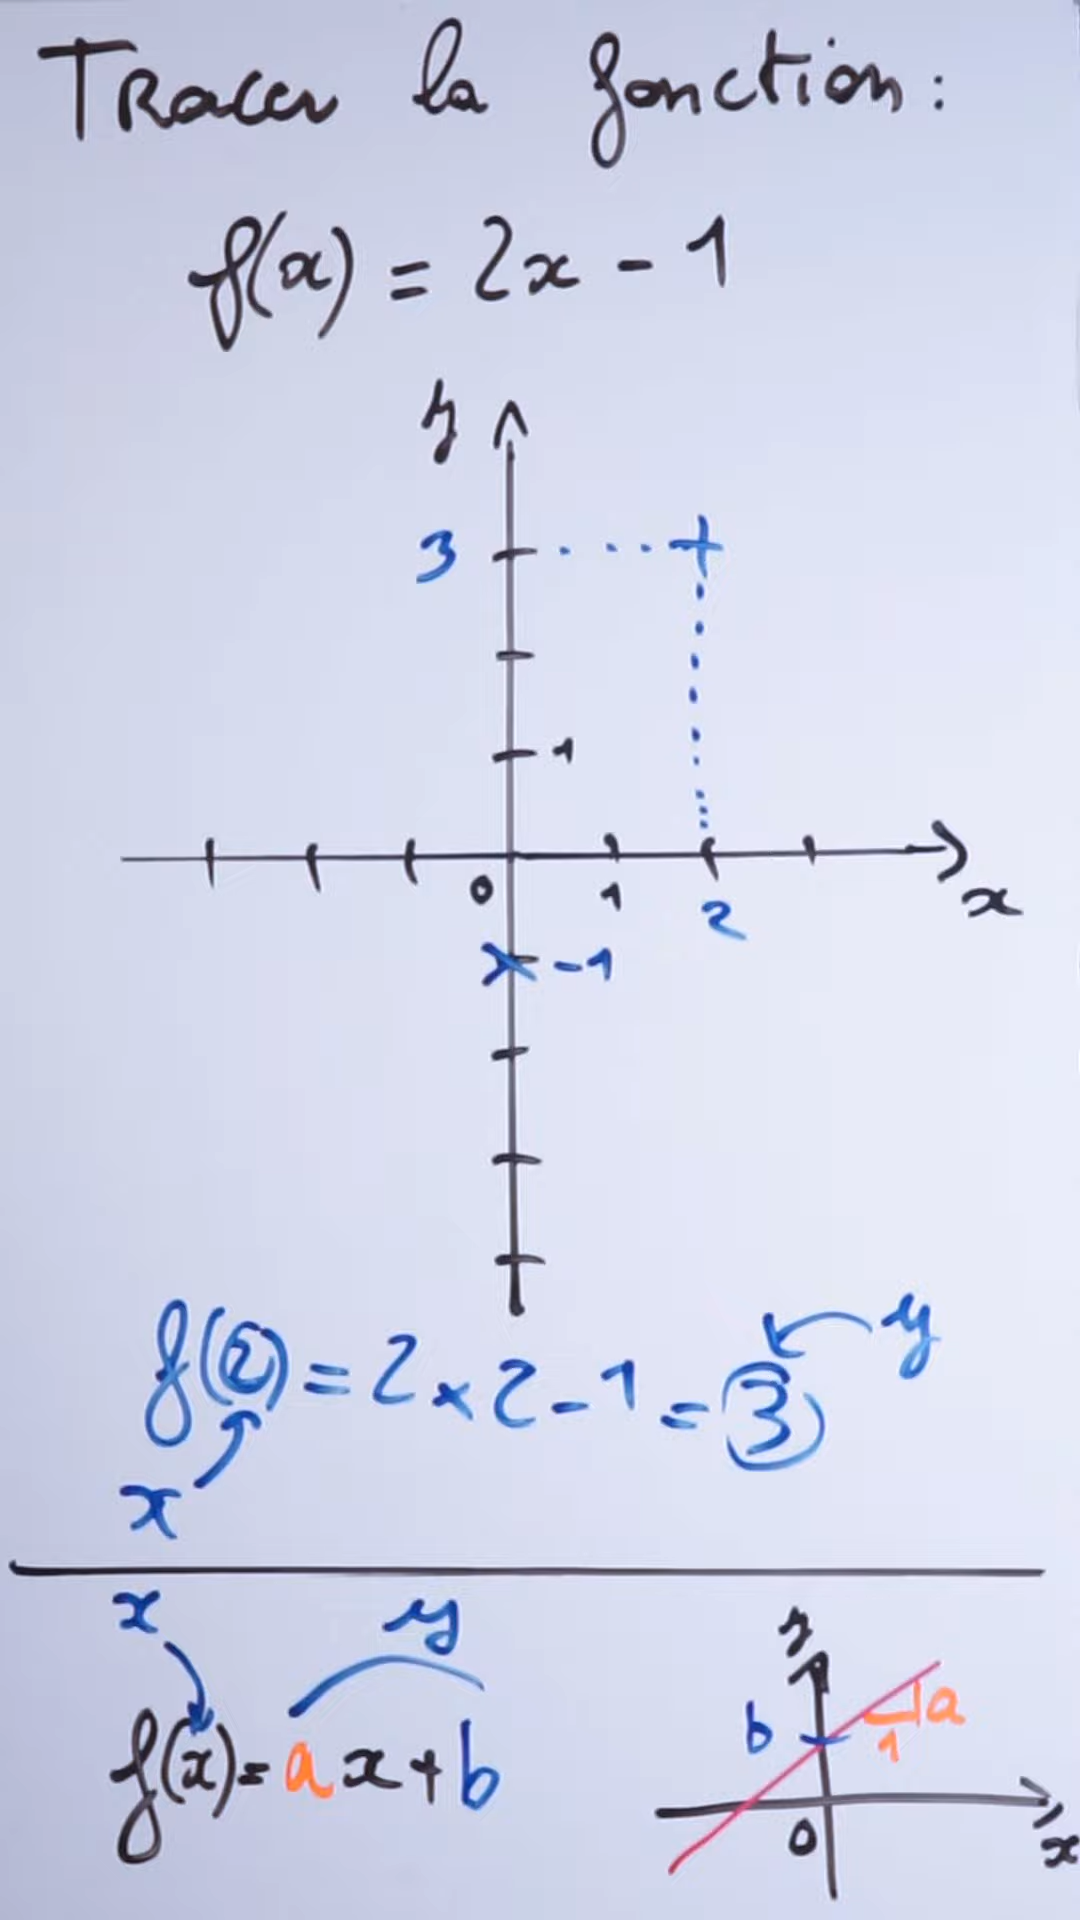 Tracer la fonction :
f(x) = 2x - 1
y
3
1
0 1 x
2
-1
f(2) = 2 × 2 - 1 = 3 y
x
x y
f(x) = ax + b
y
b a
1
0 x